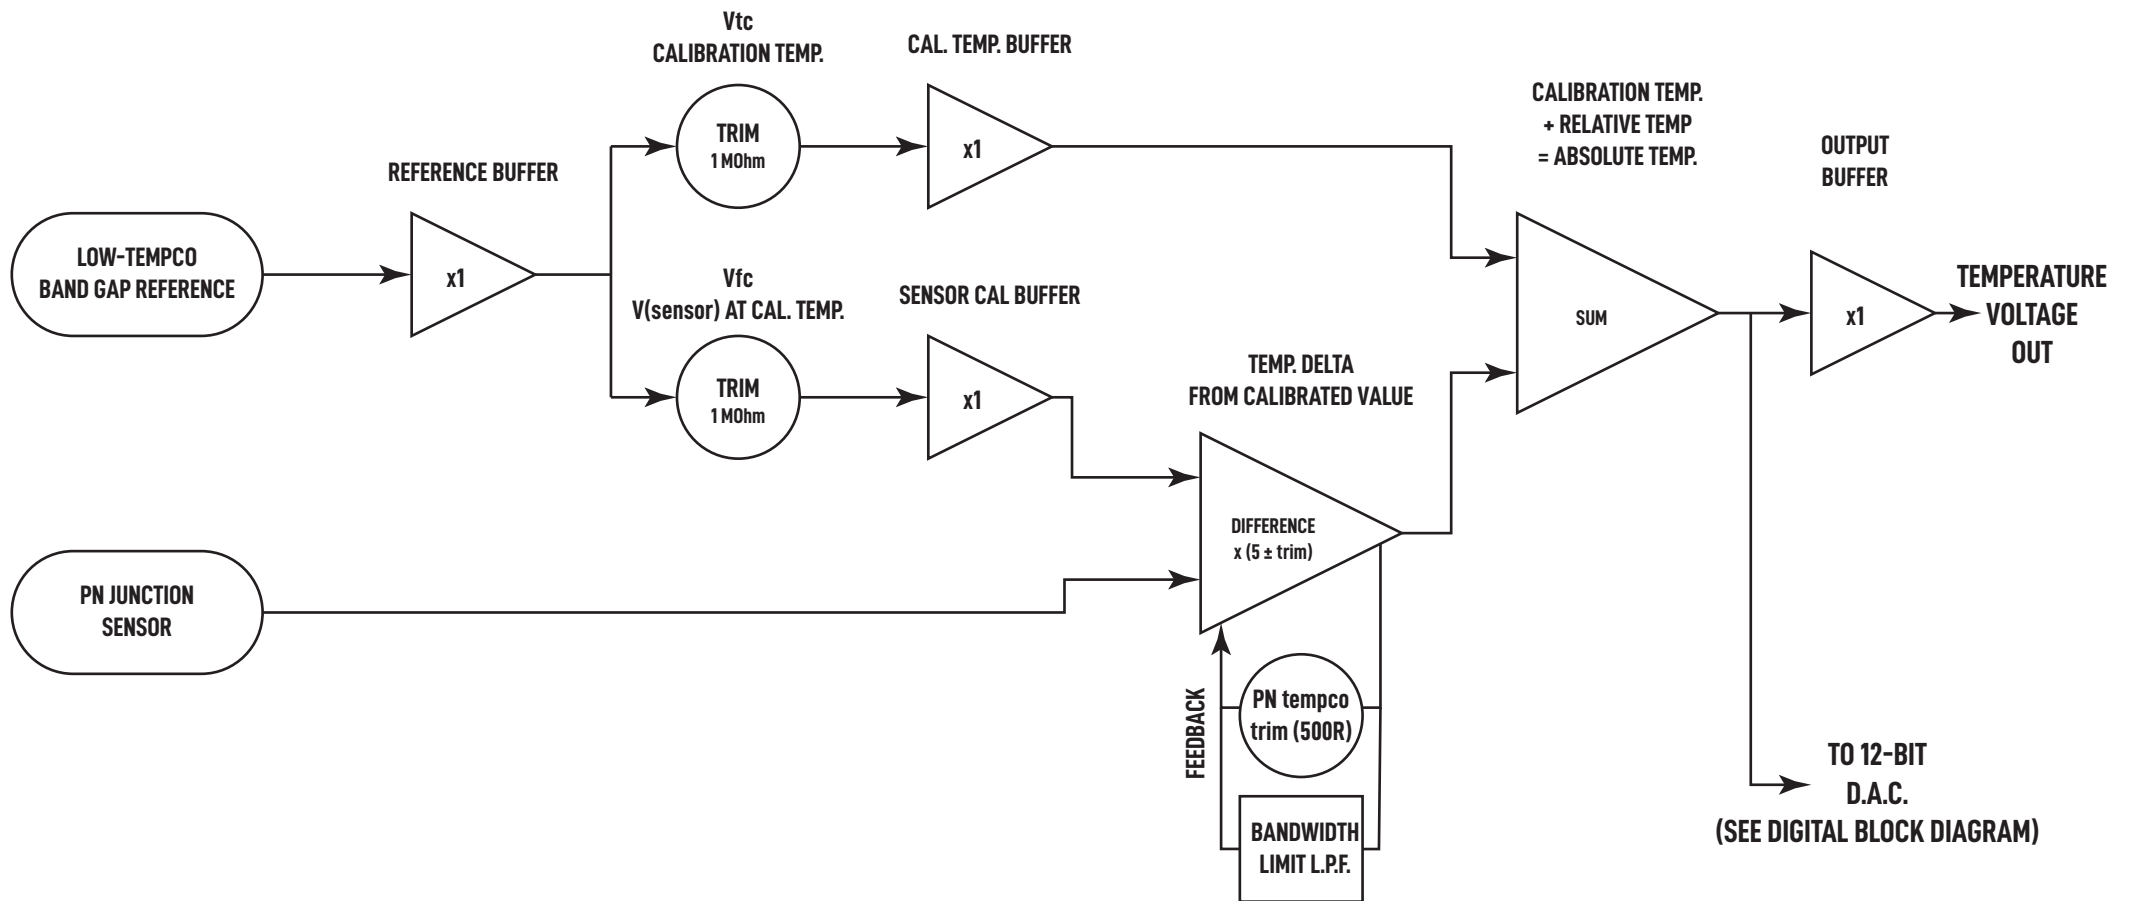 Vtc
CALIBRATION TEMP.
CAL. TEMP. BUFFER
TRIM
1 MOhm
x1
CALIBRATION TEMP.
+ RELATIVE TEMP
= ABSOLUTE TEMP.
OUTPUT
BUFFER
REFERENCE BUFFER
LOW-TEMPCO
BAND GAP REFERENCE
x1
Vfc
V(sensor) AT CAL. TEMP.
SENSOR CAL BUFFER
TRIM
1 MOhm
x1
SUM
x1
TEMPERATURE
VOLTAGE
OUT
TEMP. DELTA
FROM CALIBRATED VALUE
DIFFERENCE
x (5 ± trim)
PN JUNCTION
SENSOR
FEEDBACK
PN tempco
trim (500R)
BANDWIDTH
LIMIT L.P.F.
TO 12-BIT
D.A.C.
(SEE DIGITAL BLOCK DIAGRAM)